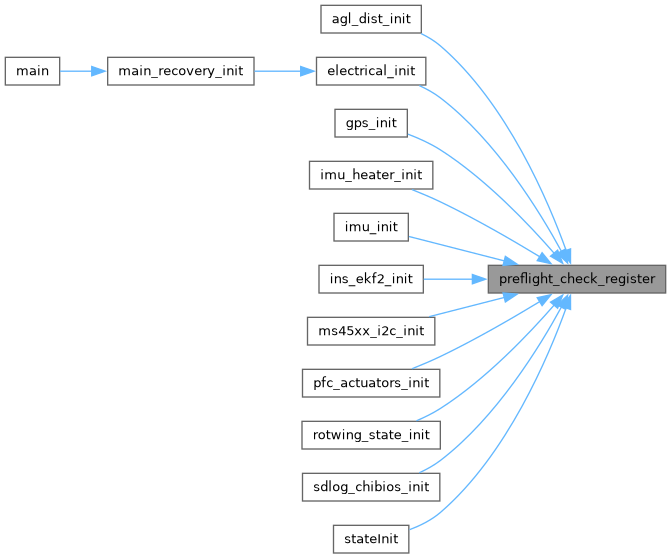 agl_dist_init
main
main_recovery_init
electrical_init
gps_init
imu_heater_init
imu_init
preflight_check_register
ins_ekf2_init
ms45xx_i2c_init
pfc_actuators_init
rotwing_state_init
sdlog_chibios_init
stateInit